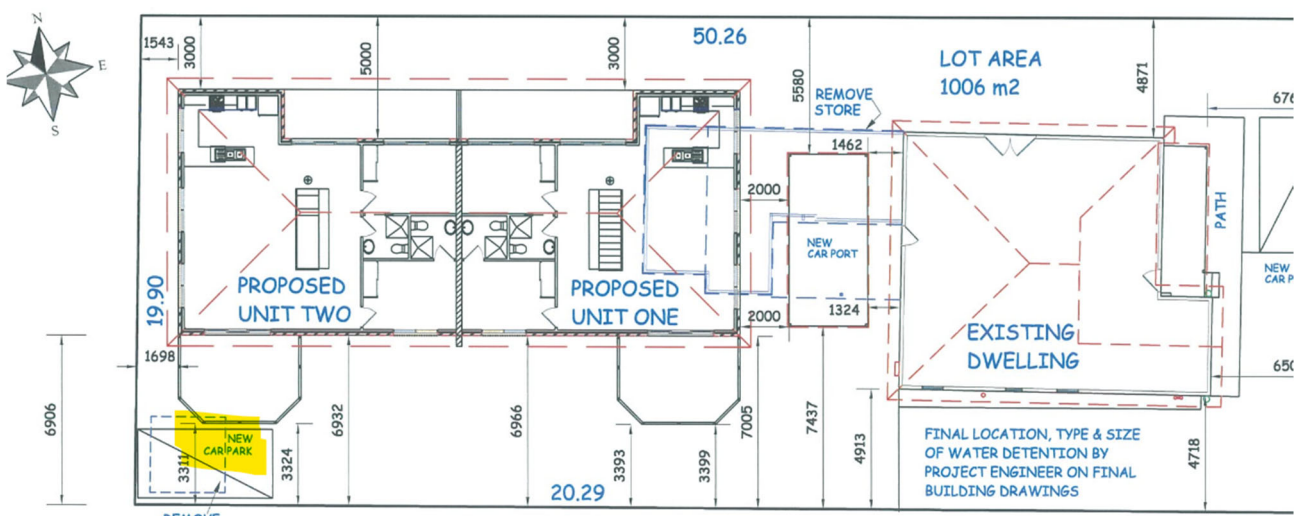 N
E
S
1543
3000
5000
3000
50.26
5580
LOT AREA
1006 m2
4871
REMOVE
STORE
1462
2000
NEW
CAR PORT
PATH
NEW
PROPOSED
UNIT TWO
PROPOSED
UNIT ONE
19.90
2000
1324
EXISTING
DWELLING
1698
6906
NEW
CAR PARK
3311
3324
6932
6966
3393
3399
7005
7437
4913
4718
FINAL LOCATION, TYPE & SIZE
OF WATER DETENTION BY
PROJECT ENGINEER ON FINAL
BUILDING DRAWINGS
20.29